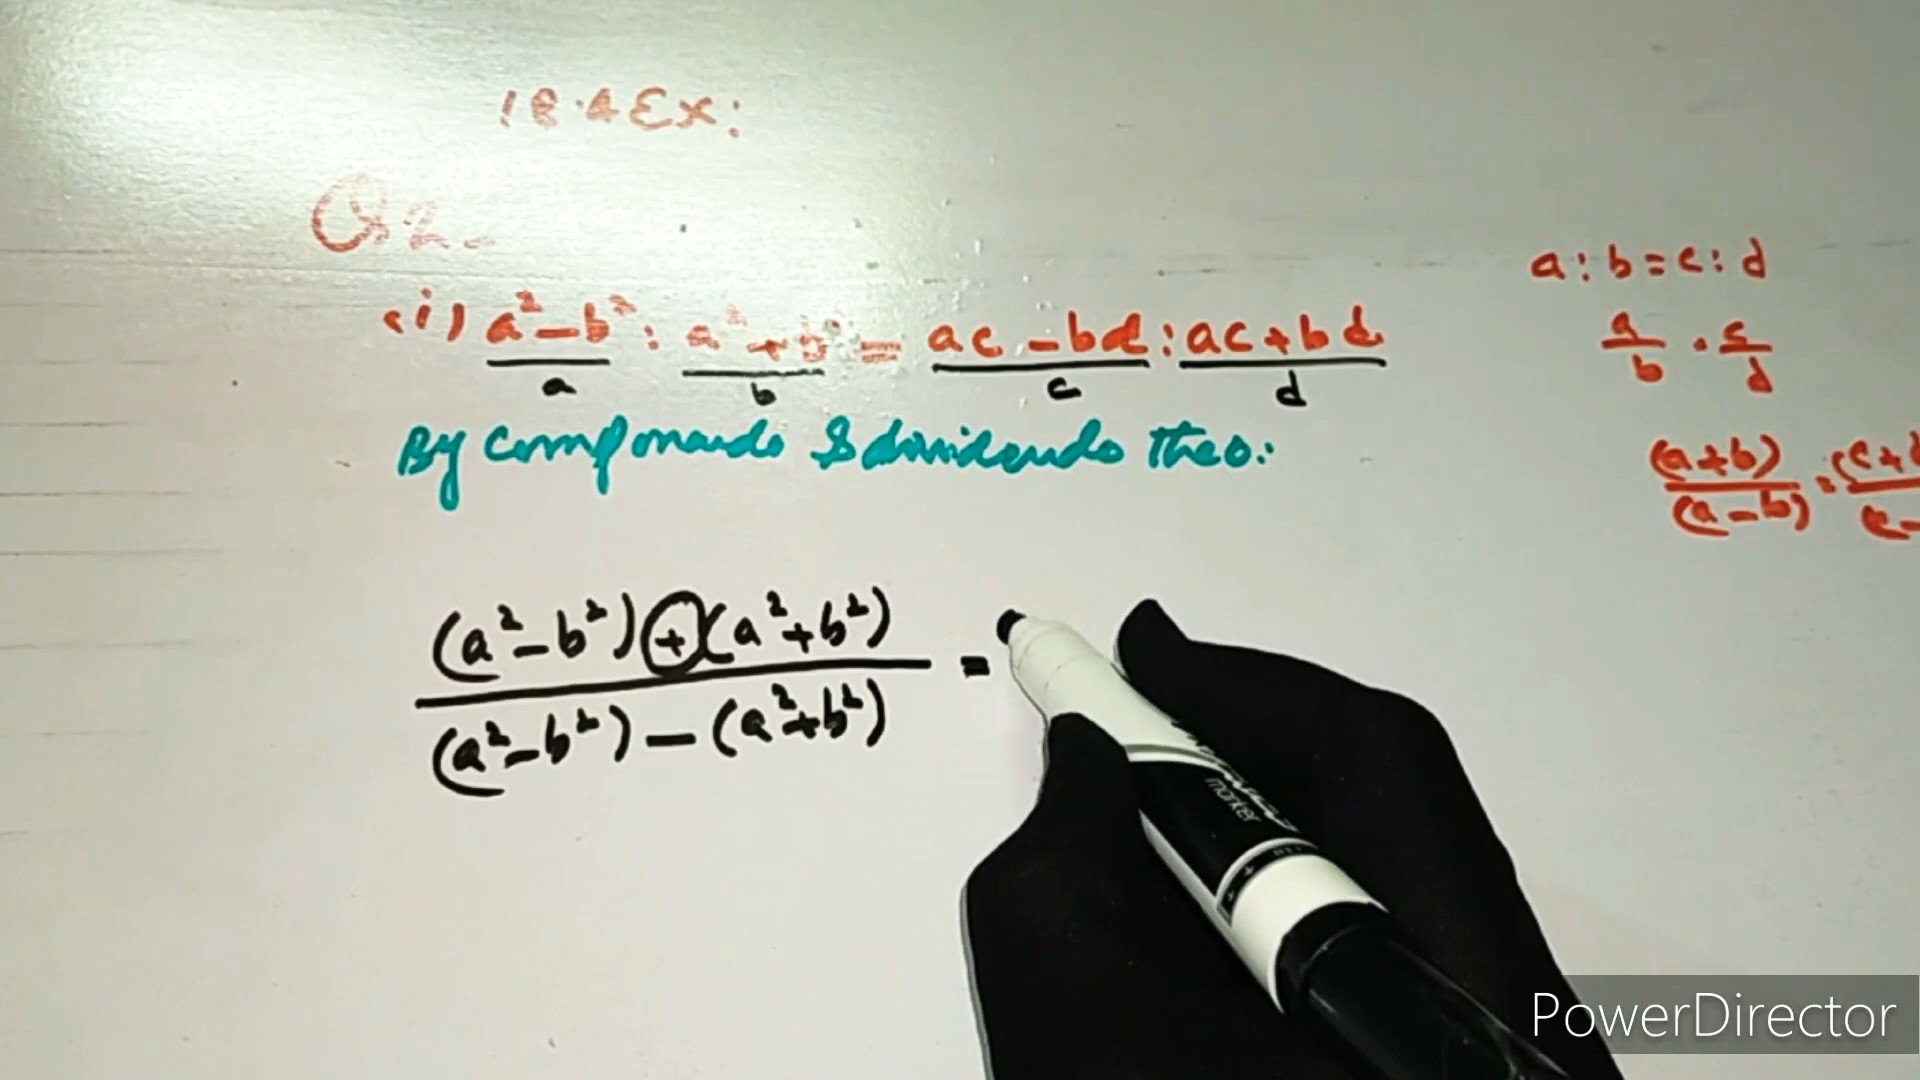 18.4 Ex:
Q2-
(i) a²-b² : a²+b² = ac-bd : ac+bd
a b c d
By componendo & dividendo theo:
(a²-b²)+(a²+b²) =
(a²-b²)-(a²+b²)
a:b=c:d
a/b = c/d
(a+b) = (c+d
(a-b) (c-
marker
PowerDirector